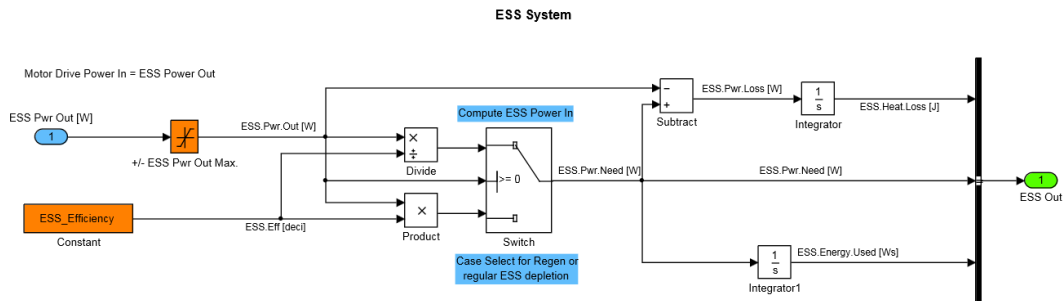 ESS System
Motor Drive Power In = ESS Power Out
ESS Pwr Out [W]
1
+/- ESS Pwr Out Max.
ESS.Pwr.Out [W]
ESS_Efficiency
Constant
ESS.Eff [deci]
×
÷
Divide
×
Product
Compute ESS Power In
>= 0
Switch
Case Select for Regen or
regular ESS depletion
ESS.Pwr.Need [W]
−
+
Subtract
ESS.Pwr.Loss [W]
1
s
Integrator
ESS.Heat.Loss [J]
ESS.Pwr.Need [W]
1
s
Integrator1
ESS.Energy.Used [Ws]
1
ESS Out